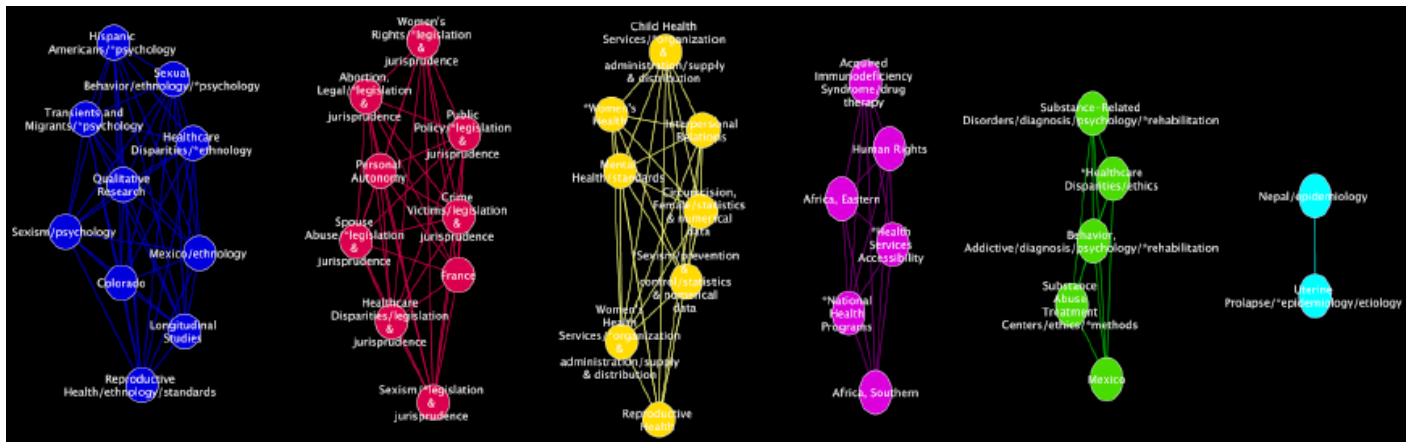 Hispanic
Americans/*psychology
Sexual
Behavior/ethnology/*psychology
Transients and
Migrants/*psychology
Healthcare
Disparities/*ethnology
Qualitative
Research
Sexism/psychology
Mexico/ethnology
Colorado
Longitudinal
Studies
Reproductive
Health/ethnology/standards
Women's
Rights/*legislation
&
jurisprudence
Abortion,
Legal/*legislation
&
jurisprudence
Public
Policy/*legislation
&
jurisprudence
Personal
Autonomy
Crime
Victims/legislation
&
jurisprudence
Spouse
Abuse/*legislation
&
jurisprudence
France
Healthcare
Disparities/legislation
&
jurisprudence
Sexism/*legislation
&
jurisprudence
Child Health
Services/*organization
&
administration/supply
& distribution
*Women's
Health
Interpersonal
Relations
Mental
Health/standards
Circumcision,
Female/statistics
& numerical
data
*Sexism/prevention
&
control/statistics
& numerical
data
Women's
Health
Services/*organization
&
administration/supply
& distribution
Reproductive
Health
Acquired
Immunodeficiency
Syndrome/drug
therapy
Human Rights
Africa, Eastern
*Health
Services
Accessibility
*National
Health
Programs
Africa, Southern
Substance-Related
Disorders/diagnosis/psychology/*rehabilitation
*Healthcare
Disparities/ethics
Behavior,
Addictive/diagnosis/psychology/*rehabilitation
Substance
Abuse
Treatment
Centers/ethics/*methods
Mexico
Nepal/epidemiology
Uterine
Prolapse/*epidemiology/etiology